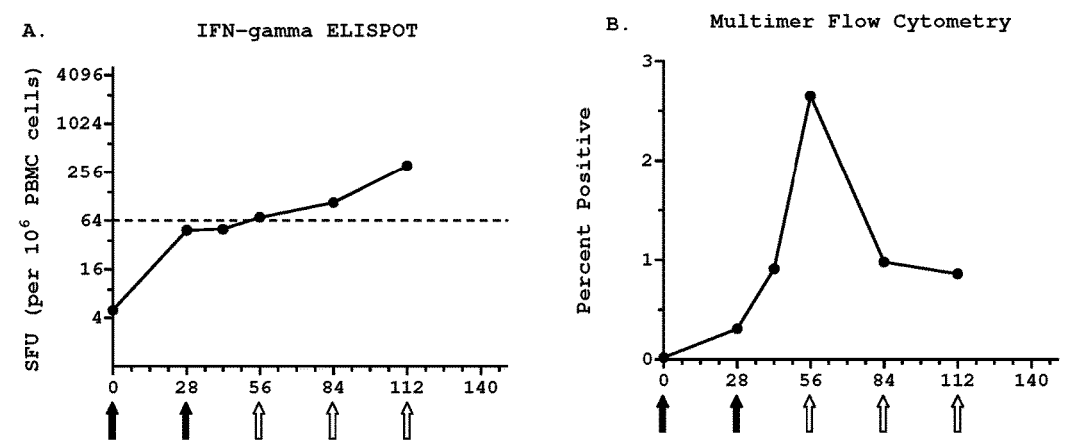 A.
IFN-gamma ELISPOT
SFU (per 10⁶ PBMC cells)
4096
1024
256
64
16
4
0 28 56 84 112 140
B.
Multimer Flow Cytometry
Percent Positive
3
2
1
0
0 28 56 84 112 140